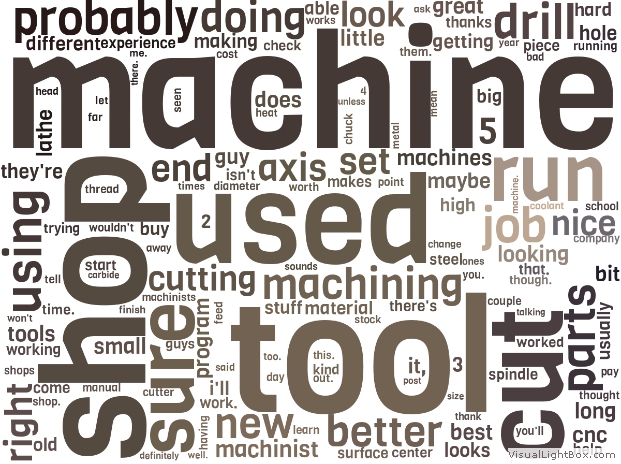 probably
doing
able
works
look
ask
great
thanks
drill
hard
different
experience
making
cost
check
little
them.
getting
year
piece
bad
hole
running
me.
there.
machine
head
let
far
seen
does
heat
4
unless
chuck
metal
mean
big
5
lathe
they're
end
guy
isn't
axis
set
machines
run
machine.
times
diameter
worth
makes
point
maybe
high
job
coolant
nice
school
company
shop
thread
used
2
trying
wouldn't
buy
away
using
change
steel
ones
looking
that.
though.
bit
tell
start
carbide
cutting
sounds
machining
you.
time.
finish
machinists
sure
program
feed
stuff
material
there's
stock
couple
talking
cut
parts
usually
won't
tools
working
small
guys
tool
too.
this.
kind
out.
it,
post
3
size
worked
spindle
pay
shops
come
shop.
manual
cutter
said
day
i'll
work.
thought
long
right
old
definitely
well.
having
new
learn
machinist
better
surface
center
thank
best
looks
you'll
cnc
help
VisualLightBox.com